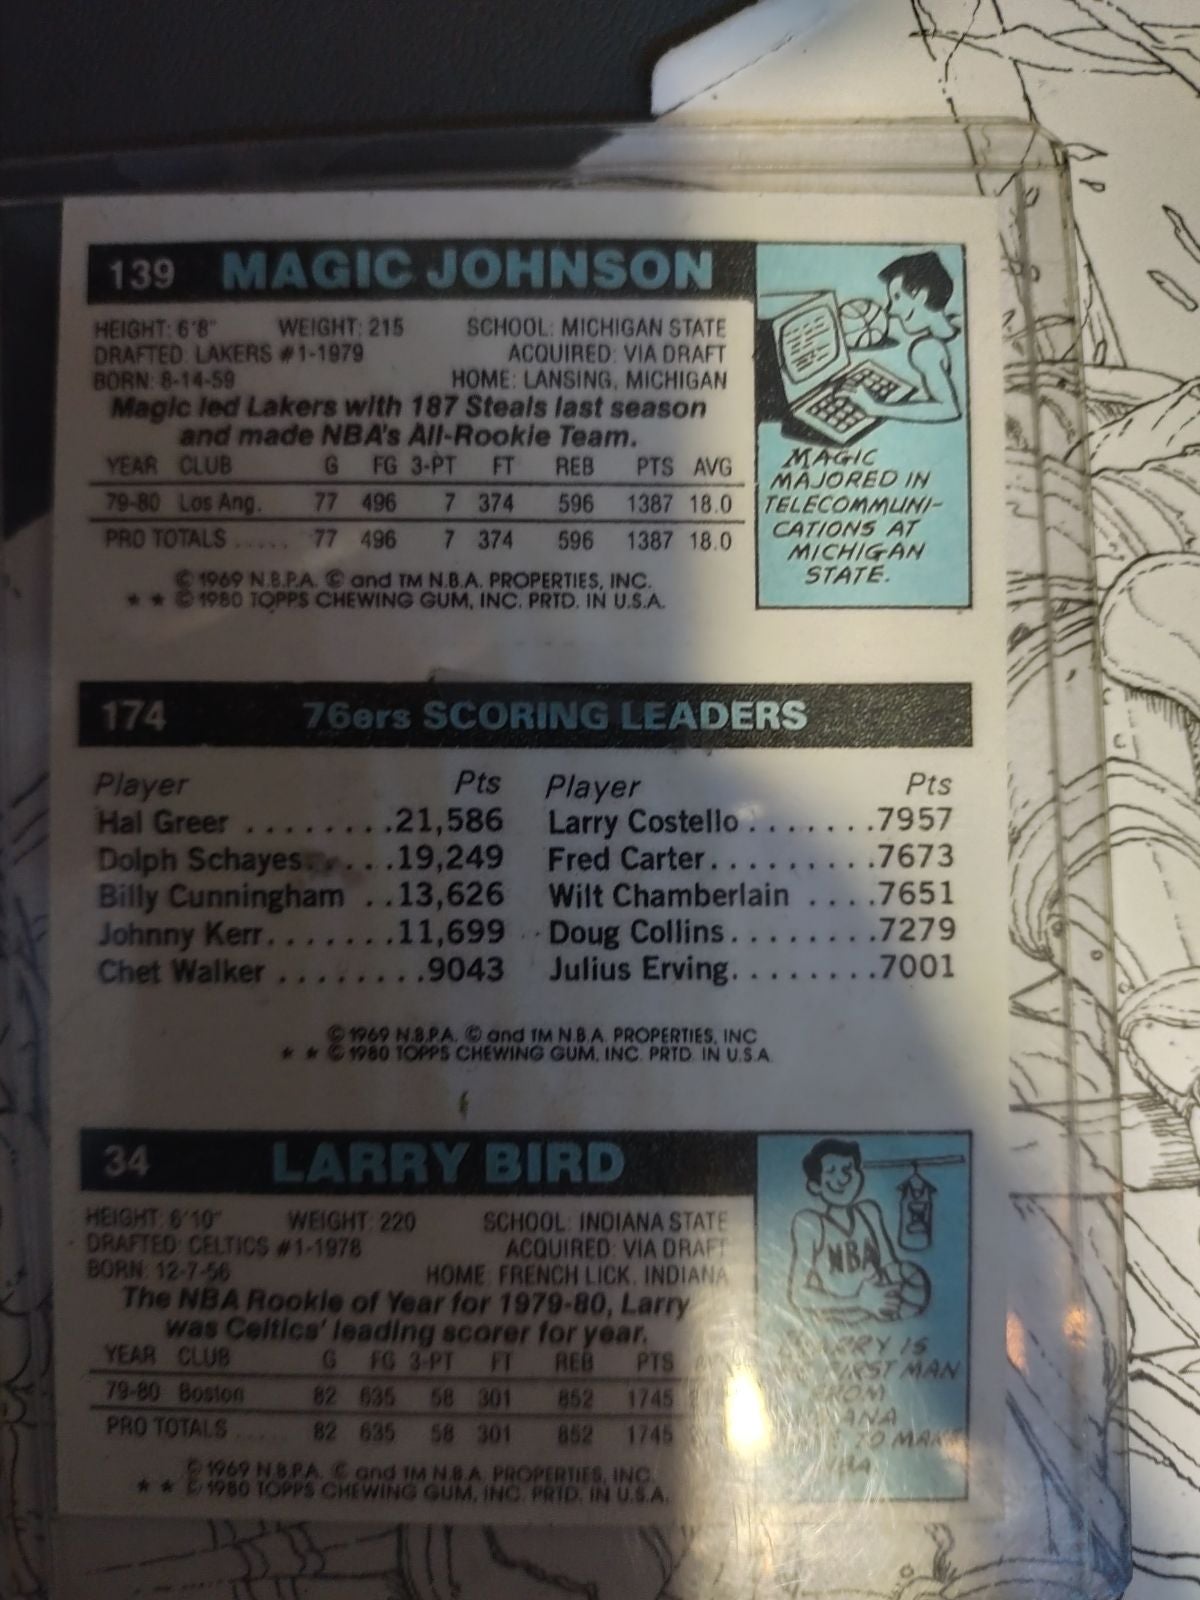 139 MAGIC JOHNSON
HEIGHT: 6'8" WEIGHT: 215 SCHOOL: MICHIGAN STATE
DRAFTED: LAKERS #1-1979 ACQUIRED: VIA DRAFT
BORN: 8-14-59 HOME: LANSING, MICHIGAN
Magic led Lakers with 187 Steals last season
and made NBA's All-Rookie Team.
YEAR CLUB G FG 3-PT FT REB PTS AVG
79-80 Los Ang. 77 496 7 374 596 1387 18.0
PRO TOTALS ..... 77 496 7 374 596 1387 18.0
© 1969 N.B.P.A. © and TM N.B.A. PROPERTIES, INC.
* * © 1980 TOPPS CHEWING GUM, INC. PRTD. IN U.S.A.
MAGIC
MAJORED IN
TELECOMMUNI-
CATIONS AT
MICHIGAN
STATE.
174 76ers SCORING LEADERS
Player Pts Player Pts
Hal Greer ........21,586 Larry Costello.......7957
Dolph Schayes.....19,249 Fred Carter.........7673
Billy Cunningham ..13,626 Wilt Chamberlain ....7651
Johnny Kerr.......11,699 Doug Collins........7279
Chet Walker ........9043 Julius Erving........7001
© 1969 N.B.P.A. © and TM N.B.A. PROPERTIES, INC
* * © 1980 TOPPS CHEWING GUM, INC. PRTD. IN U.S.A.
34 LARRY BIRD
HEIGHT: 6'10" WEIGHT: 220 SCHOOL: INDIANA STATE
DRAFTED: CELTICS #1-1978 ACQUIRED: VIA DRAFT
BORN: 12-7-56 HOME: FRENCH LICK, INDIANA
The NBA Rookie of Year for 1979-80, Larry
was Celtics' leading scorer for year.
YEAR CLUB G FG 3-PT FT REB PTS
79-80 Boston 82 635 58 301 852 1745
PRO TOTALS ..... 82 635 58 301 852 1745
© 1969 N.B.P.A. © and TM N.B.A. PROPERTIES, INC.
* * © 1980 TOPPS CHEWING GUM, INC. PRTD. IN U.S.A.
NBA
LARRY IS
FIRST MAN
FROM
TO MAKE